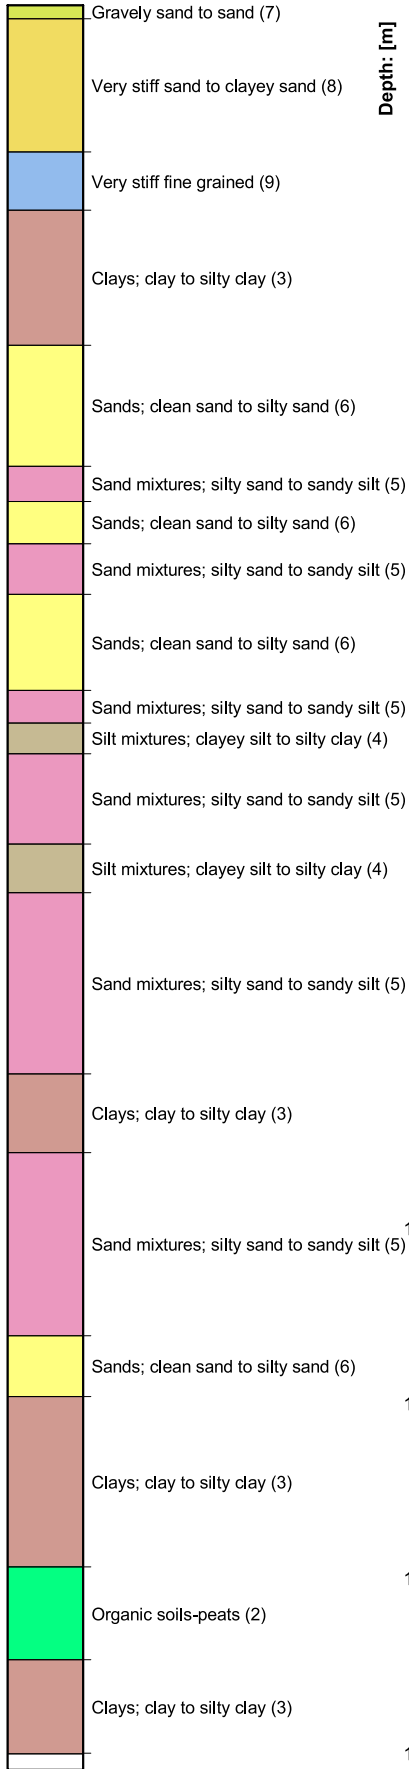 Gravely sand to sand (7)
Depth: [m]
Very stiff sand to clayey sand (8)
Very stiff fine grained (9)
Clays; clay to silty clay (3)
Sands; clean sand to silty sand (6)
Sand mixtures; silty sand to sandy silt (5)
Sands; clean sand to silty sand (6)
Sand mixtures; silty sand to sandy silt (5)
Sands; clean sand to silty sand (6)
Sand mixtures; silty sand to sandy silt (5)
Silt mixtures; clayey silt to silty clay (4)
Sand mixtures; silty sand to sandy silt (5)
Silt mixtures; clayey silt to silty clay (4)
Sand mixtures; silty sand to sandy silt (5)
Clays; clay to silty clay (3)
Sand mixtures; silty sand to sandy silt (5)
Sands; clean sand to silty sand (6)
Clays; clay to silty clay (3)
Organic soils-peats (2)
Clays; clay to silty clay (3)